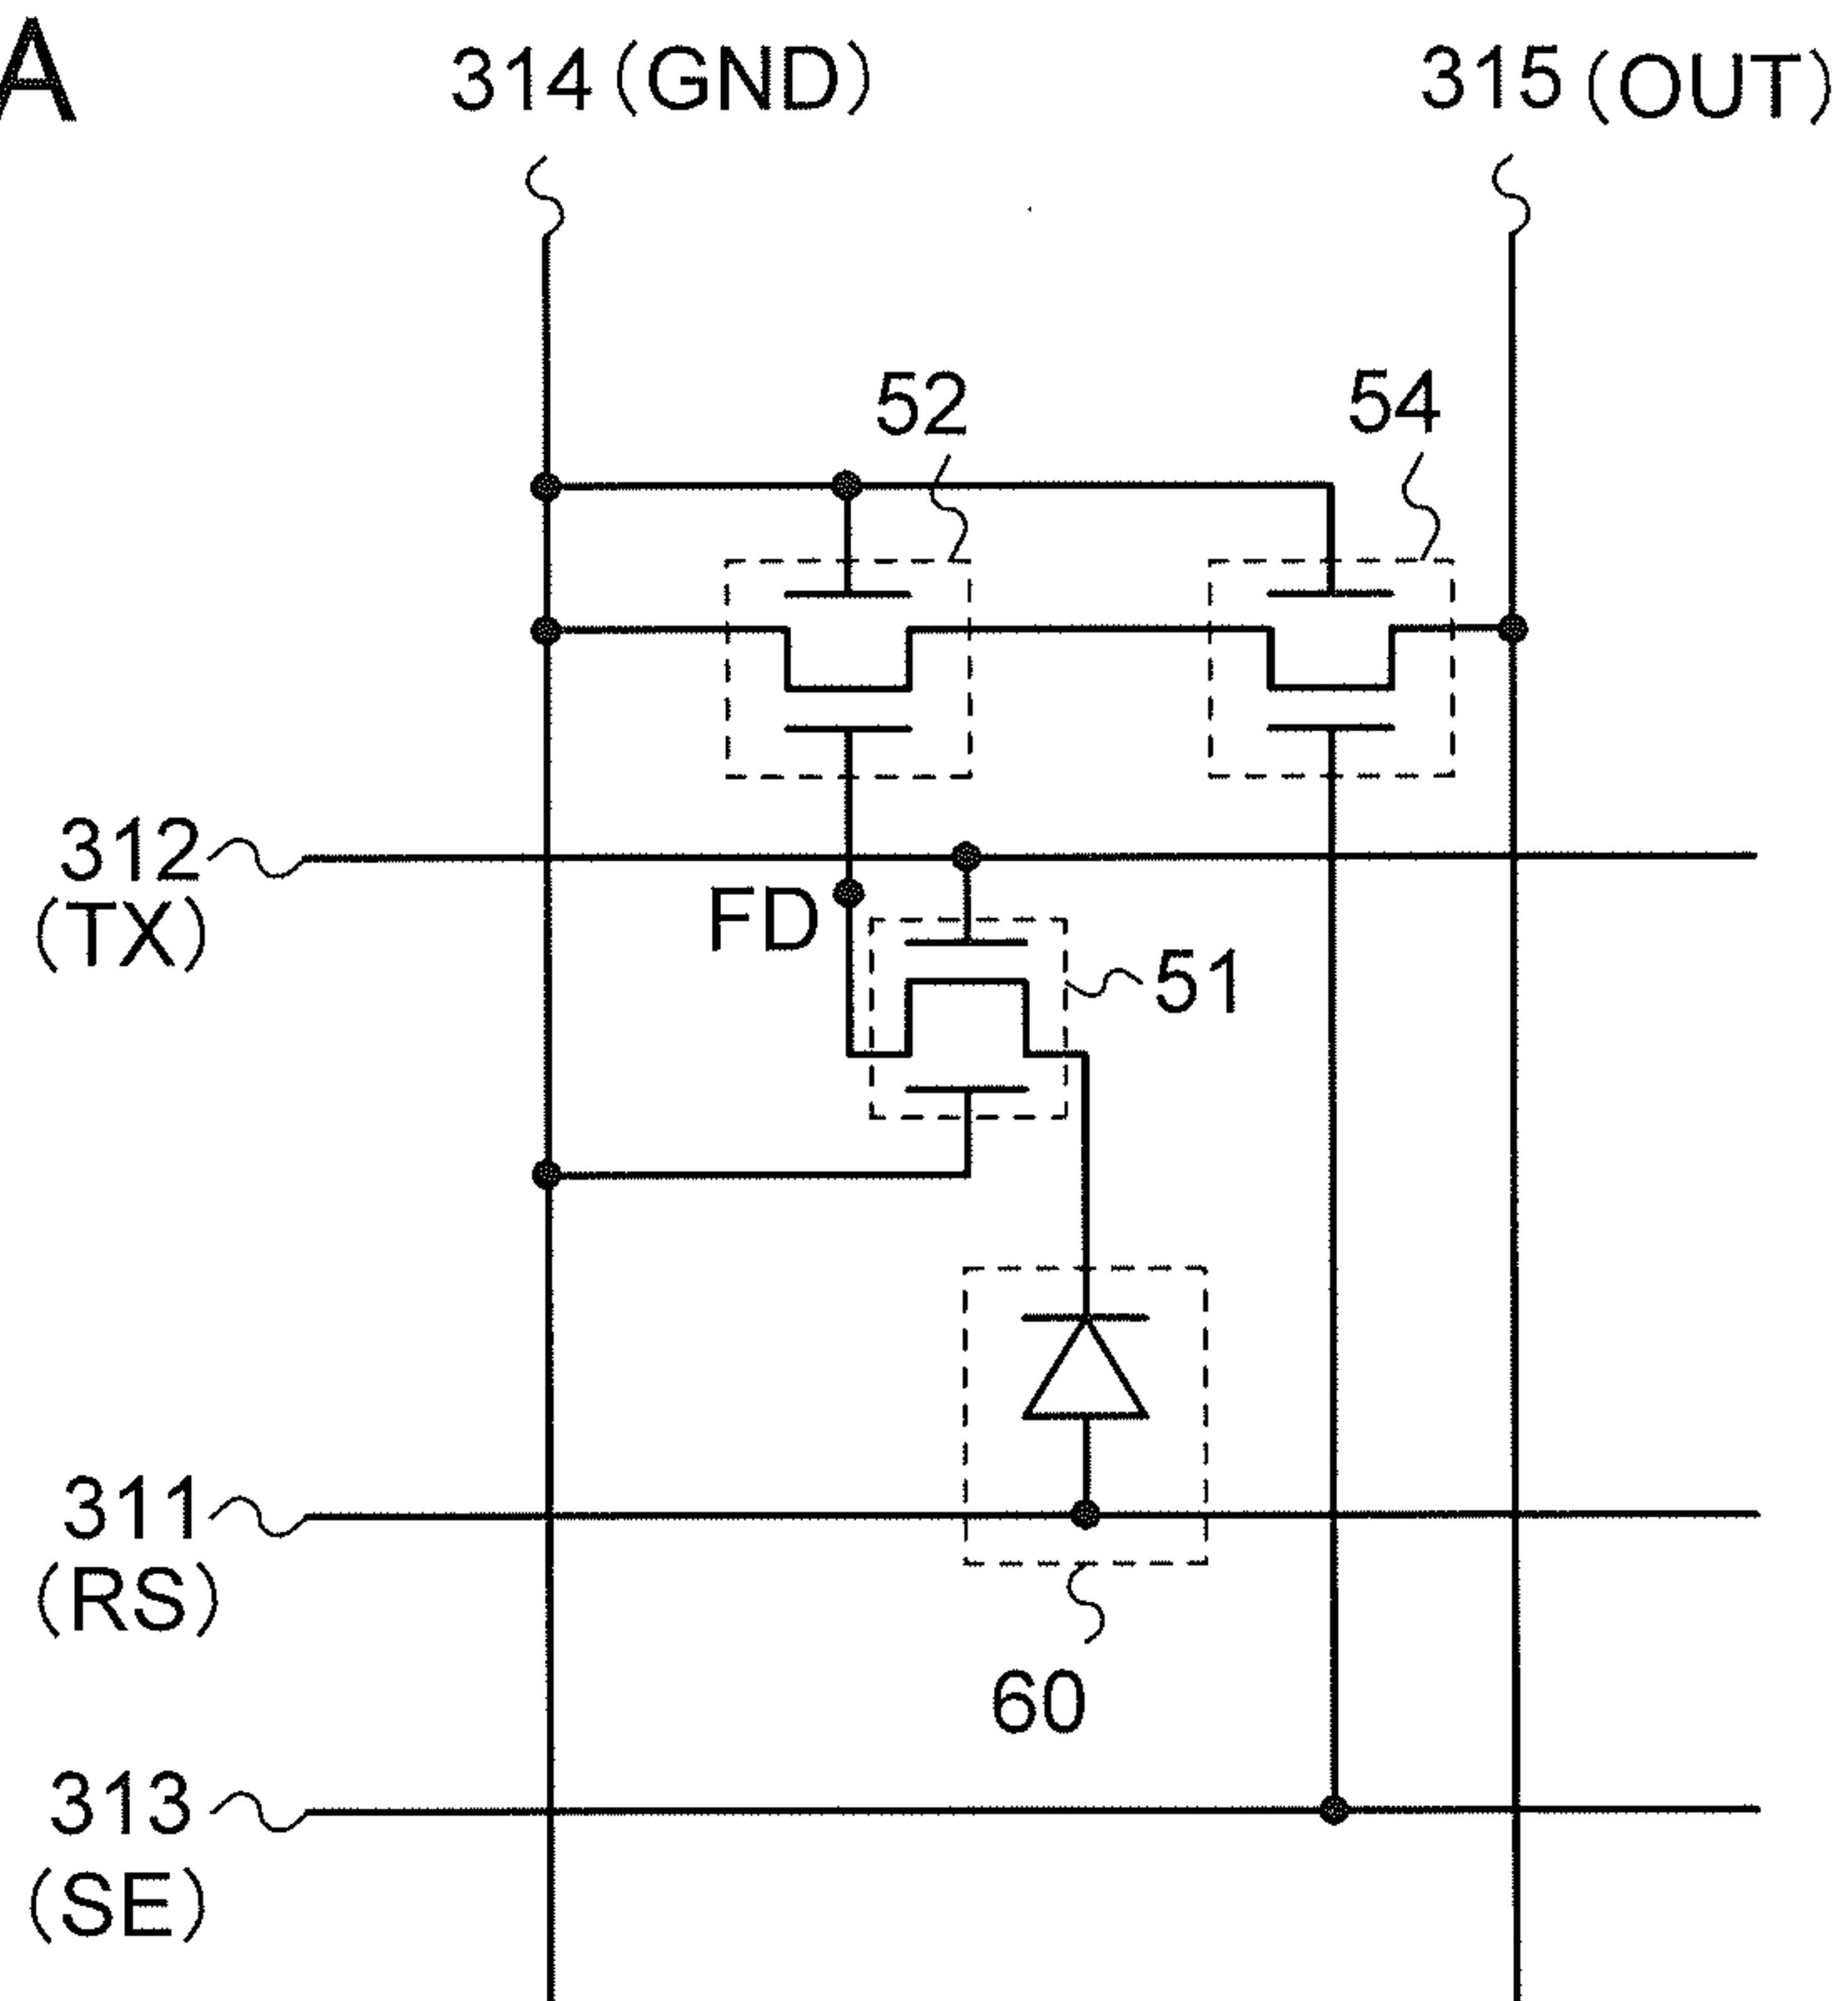 A
314 (GND)
315 (OUT)
52
54
312
(TX)
FD
51
311
(RS)
60
313
(SE)